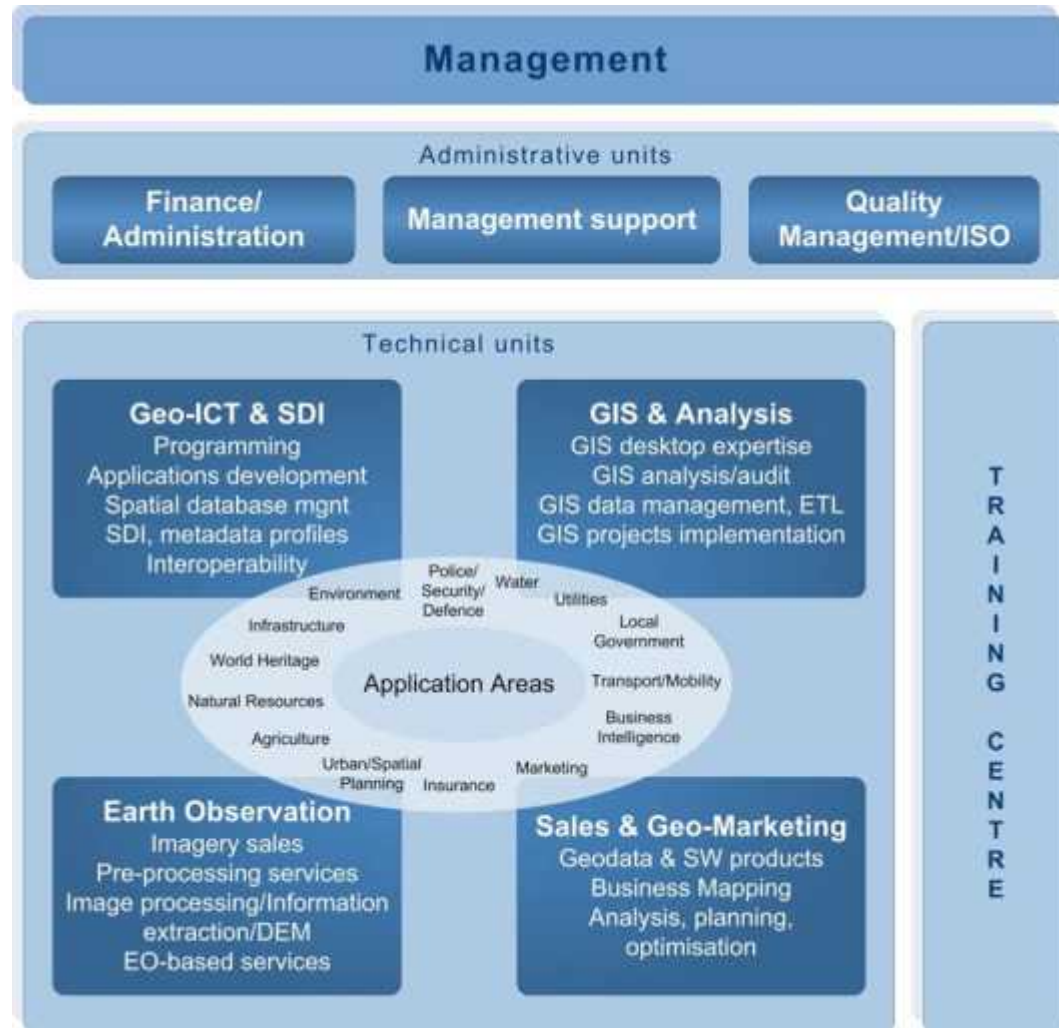 Management
Administrative units
Finance/
Administration
Management support
Quality
Management/ISO
Technical units
Geo-ICT & SDI
Programming
Applications development
Spatial database mgnt
SDI, metadata profiles
Interoperability
GIS & Analysis
GIS desktop expertise
GIS analysis/audit
GIS data management, ETL
GIS projects implementation
Application Areas
Police/
Security/
Defence
Water
Utilities
Local
Government
Transport/Mobility
Business
Intelligence
Marketing
Insurance
Urban/Spatial
Planning
Agriculture
Natural Resources
World Heritage
Infrastructure
Environment
Earth Observation
Imagery sales
Pre-processing services
Image processing/Information
extraction/DEM
EO-based services
Sales & Geo-Marketing
Geodata & SW products
Business Mapping
Analysis, planning,
optimisation
TRAINING CENTRE